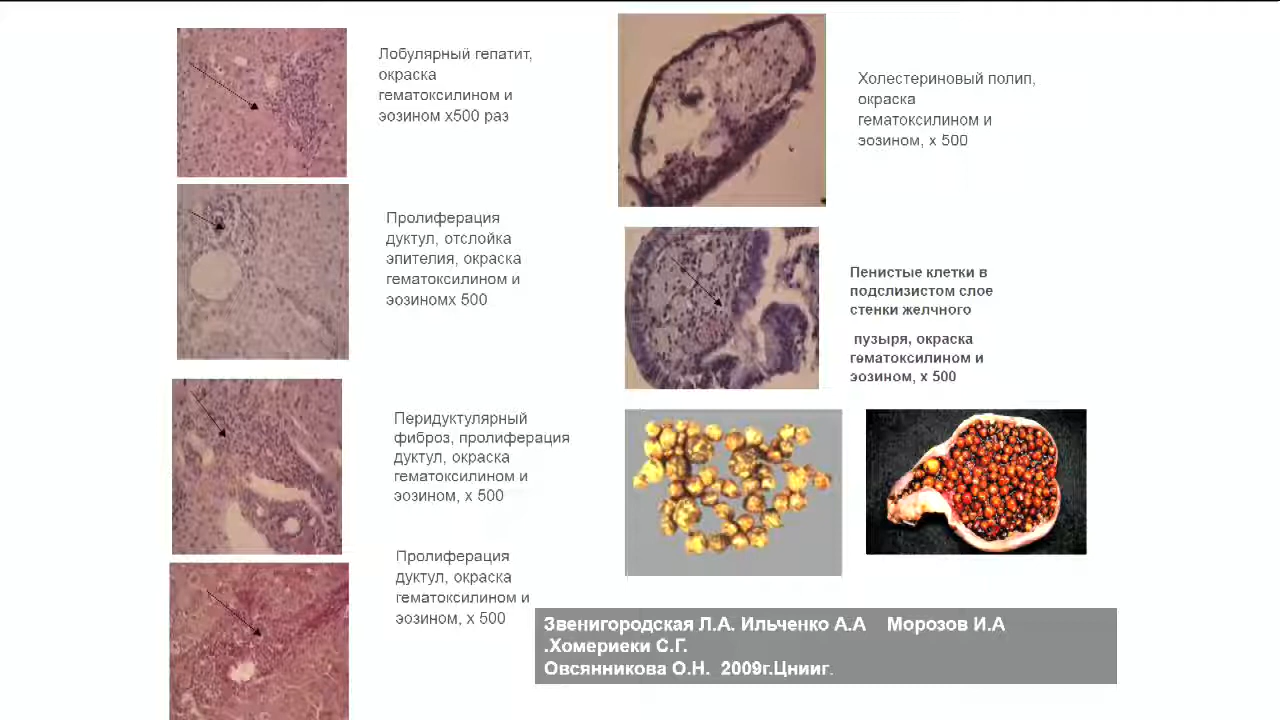 Лобулярный гепатит,
окраска
гематоксилином и
эозином х500 раз
Пролиферация
дуктул, отслойка
эпителия, окраска
гематоксилином и
эозиномх 500
Перидуктулярный
фиброз, пролиферация
дуктул, окраска
гематоксилином и
эозином, х 500
Пролиферация
дуктул, окраска
гематоксилином и
эозином, х 500
Холестериновый полип,
окраска
гематоксилином и
эозином, х 500
Пенистые клетки в
подслизистом слое
стенки желчного
пузыря, окраска
гематоксилином и
эозином, х 500
Звенигородская Л.А. Ильченко А.А Морозов И.А
.Хомериеки С.Г.
Овсянникова О.Н. 2009г.Цнииг.